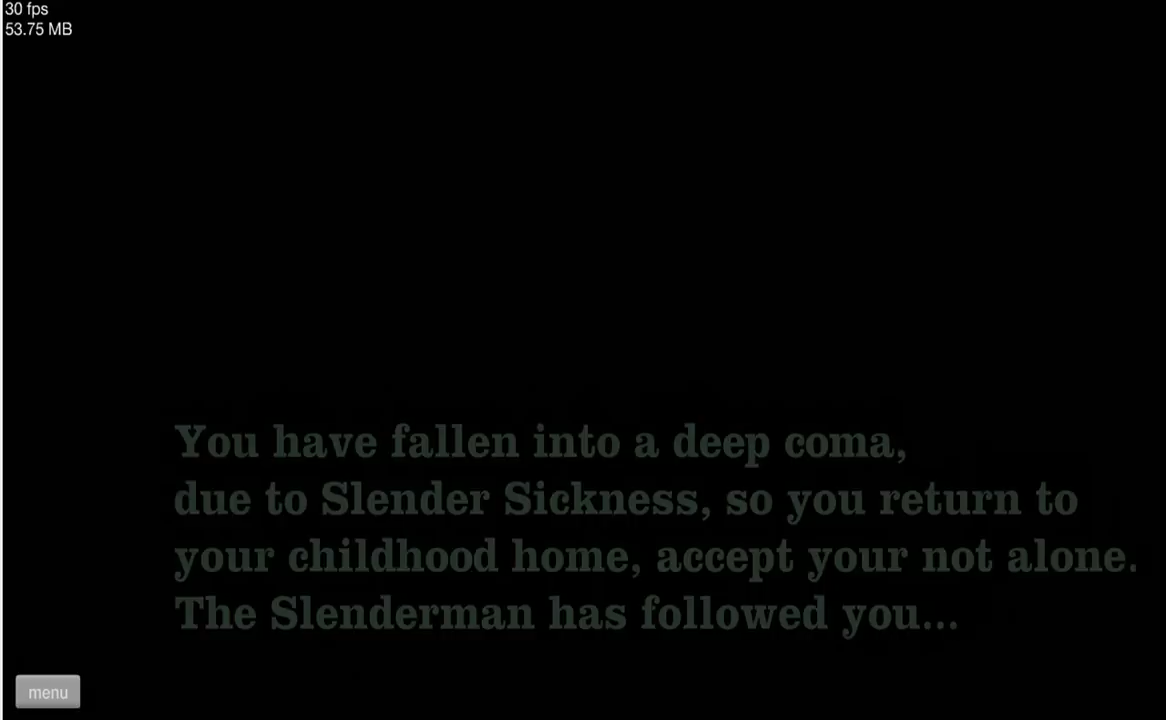 30 fps
53.75 MB
You have fallen into a deep coma,
due to Slender Sickness, so you return to
your childhood home, accept your not alone.
The Slenderman has followed you...
menu